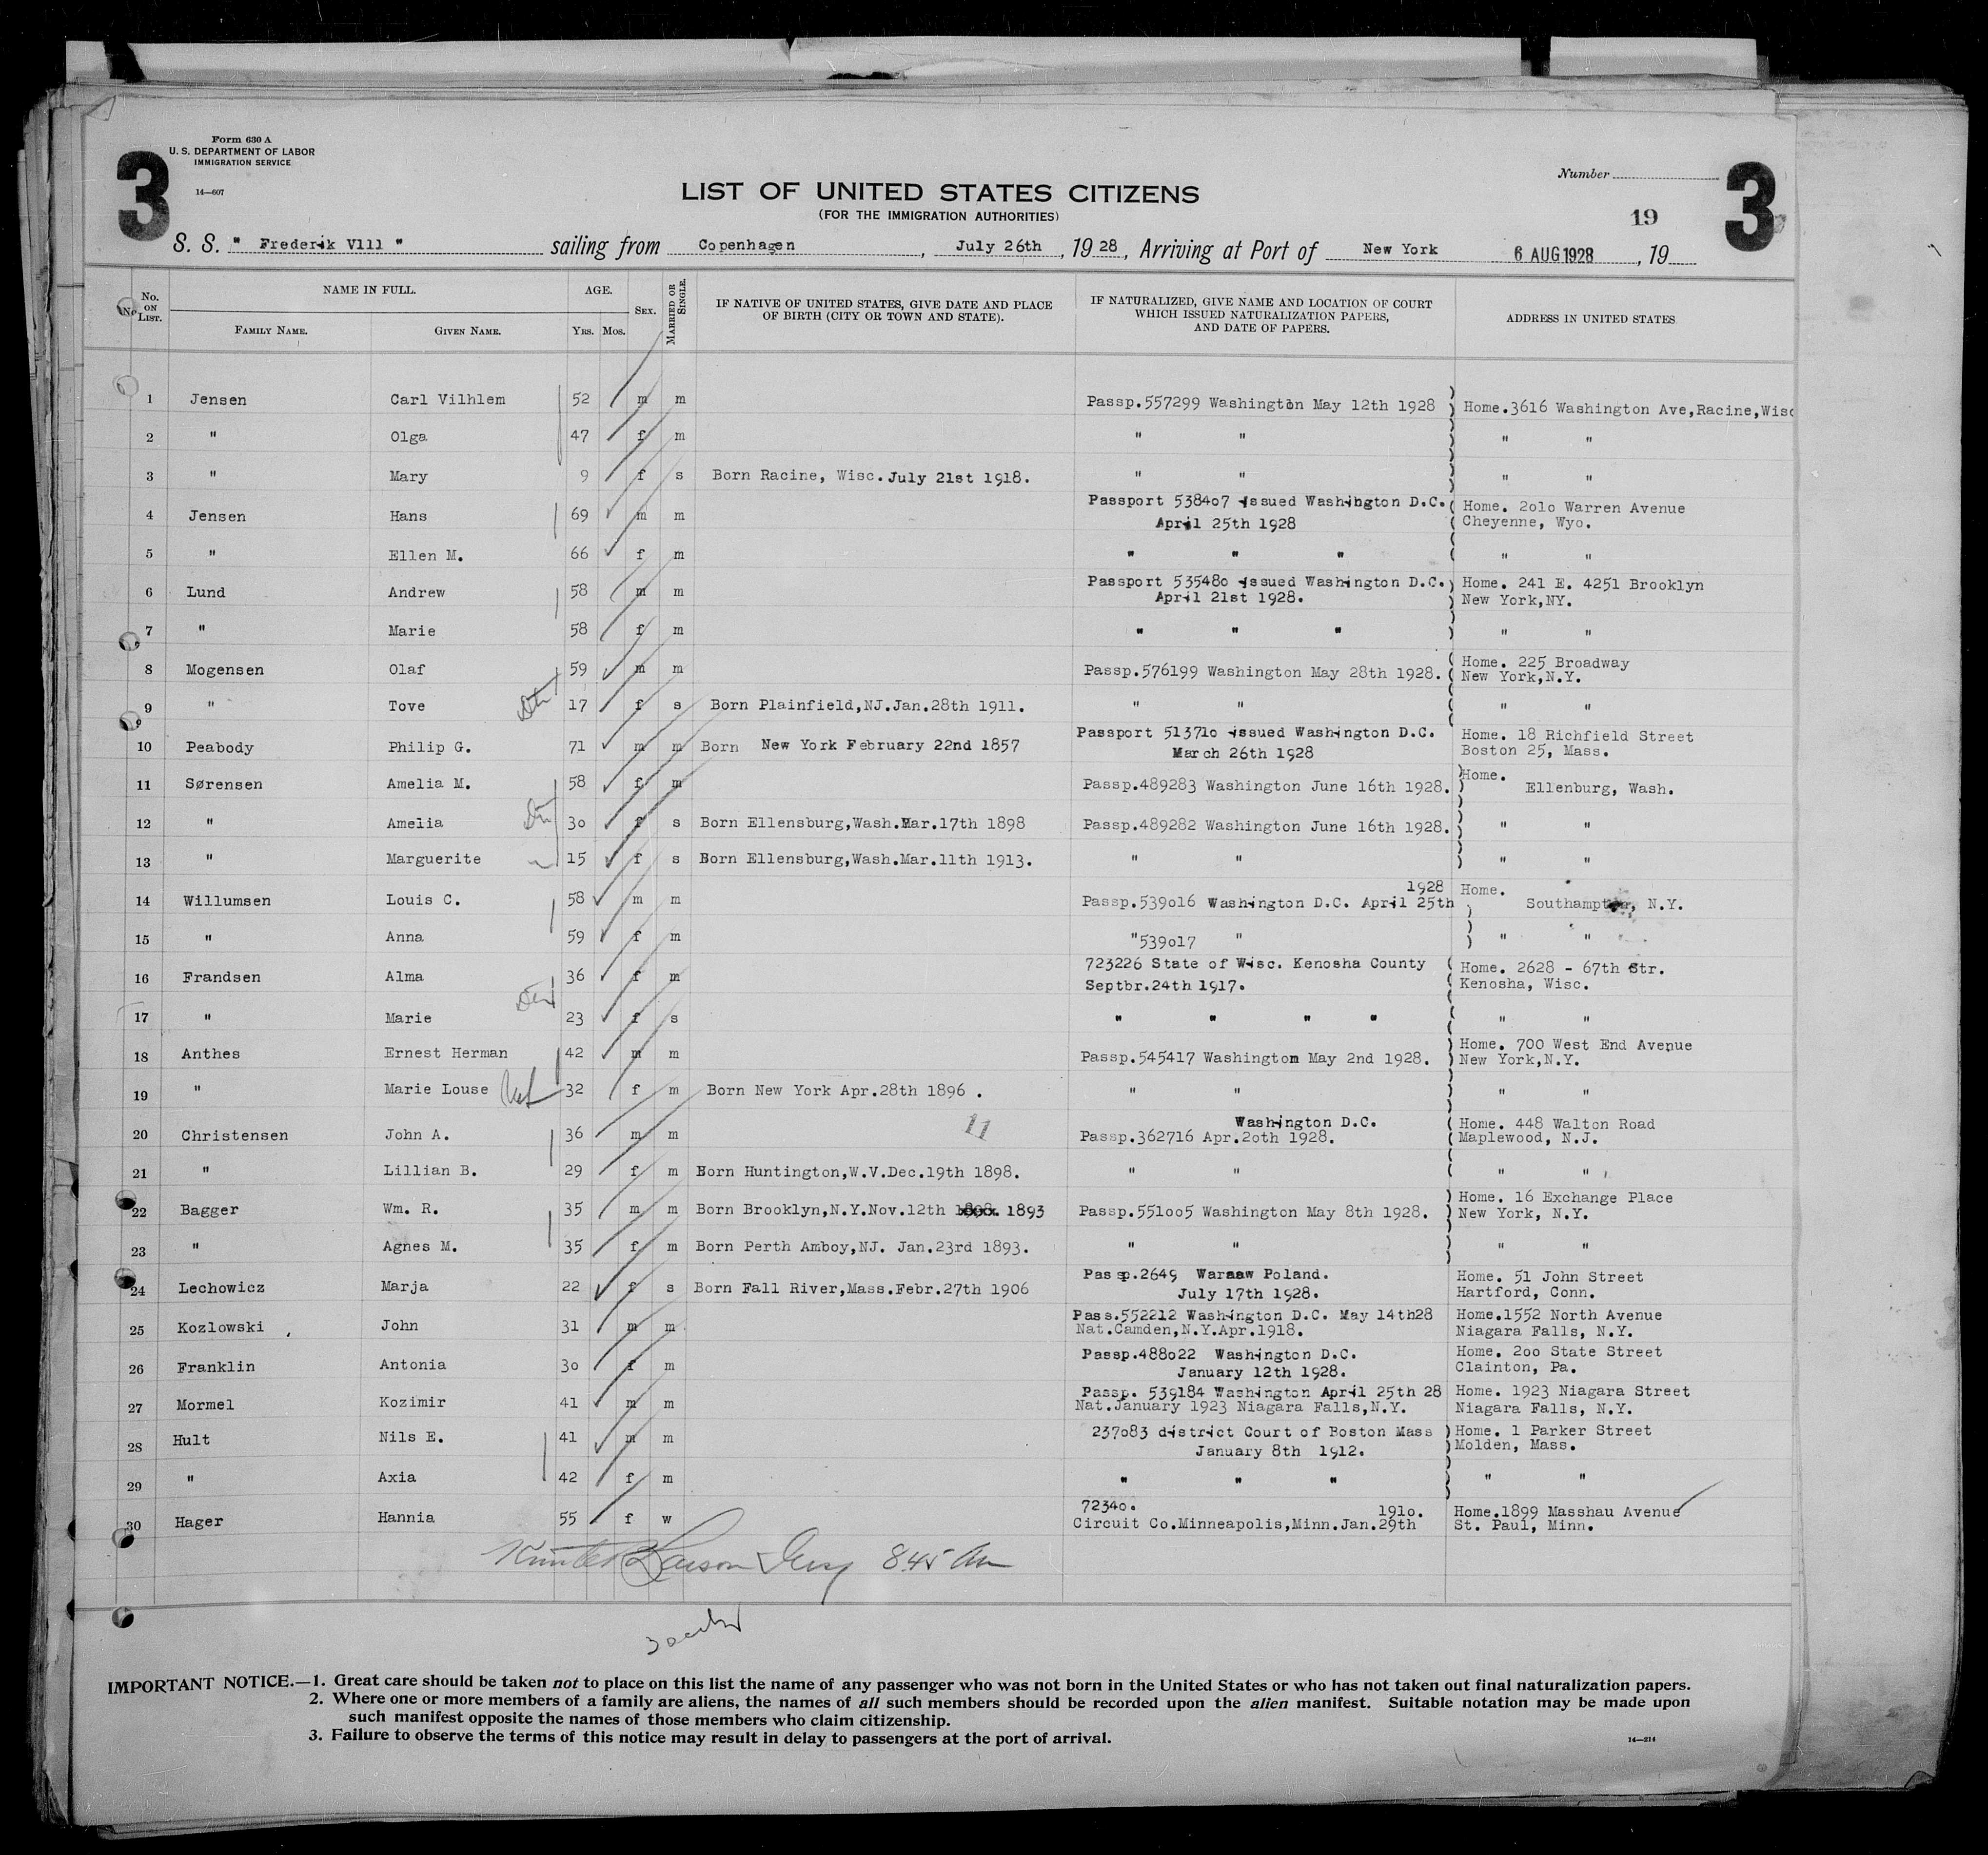 Form 630 A
U. S. DEPARTMENT OF LABOR
IMMIGRATION SERVICE
14—607
3
3
Number
19
LIST OF UNITED STATES CITIZENS
(FOR THE IMMIGRATION AUTHORITIES)
S. S. " Frederik Vlll " sailing from Copenhagen , July 26th , 19 28 , Arriving at Port of New York 6 AUG 1928 , 19
No. ON LIST. NAME IN FULL. FAMILY NAME. GIVEN NAME. AGE. YRS. MOS. SEX. MARRIED OR SINGLE. IF NATIVE OF UNITED STATES, GIVE DATE AND PLACE OF BIRTH (CITY OR TOWN AND STATE). IF NATURALIZED, GIVE NAME AND LOCATION OF COURT WHICH ISSUED NATURALIZATION PAPERS, AND DATE OF PAPERS. ADDRESS IN UNITED STATES
1 Jensen Carl Vilhlem 52 m m Passp.557299 Washington May 12th 1928 Home.3616 Washington Ave,Racine,Wisc
2 " Olga 47 f m " " " "
3 " Mary 9 f s Born Racine, Wisc. July 21st 1918. " " " "
4 Jensen Hans 69 m m Passport 538407 issued Washington D.C. April 25th 1928 Home. 2olo Warren Avenue Cheyenne, Wyo.
5 " Ellen M. 66 f m " " " " "
6 Lund Andrew 58 m m Passport 535480 issued Washington D.C. April 21st 1928. Home. 241 E. 4251 Brooklyn New York,NY.
7 " Marie 58 f m " " " " "
8 Mogensen Olaf 59 m m Passp.576199 Washington May 28th 1928. Home. 225 Broadway New York,N.Y.
9 " Tove 17 f s Born Plainfield,NJ.Jan.28th 1911. " " " "
10 Peabody Philip G. 71 m m Born New York February 22nd 1857 Passport 513710 issued Washington D.C. March 26th 1928 Home. 18 Richfield Street Boston 25, Mass.
11 Sørensen Amelia M. 58 f m Passp.489283 Washington June 16th 1928. Home. Ellenburg, Wash.
12 " Amelia 30 f s Born Ellensburg,Wash.Mar.17th 1898 Passp.489282 Washington June 16th 1928. " "
13 " Marguerite 15 f s Born Ellensburg,Wash.Mar.11th 1913. " " " "
14 Willumsen Louis C. 58 m m Passp.539016 Washington D.C. April 25th 1928 Home. Southampton, N.Y.
15 " Anna 59 f m "539017 " " "
16 Frandsen Alma 36 f m 723226 State of Wisc. Kenosha County Septbr.24th 1917. Home. 2628 - 67th Str. Kenosha, Wisc.
17 " Marie 23 f s " " " " " "
18 Anthes Ernest Herman 42 m m Passp.545417 Washington May 2nd 1928. Home. 700 West End Avenue New York,N.Y.
19 " Marie Louse 32 f m Born New York Apr.28th 1896 . " " " "
11
20 Christensen John A. 36 m m Washington D.C. Passp.362716 Apr.20th 1928. Home. 448 Walton Road Maplewood, N.J.
21 " Lillian B. 29 f m Born Huntington,W.V.Dec.19th 1898. " " " "
22 Bagger Wm. R. 35 m m Born Brooklyn,N.Y.Nov.12th 1893 Passp.551005 Washington May 8th 1928. Home. 16 Exchange Place New York, N.Y.
23 " Agnes M. 35 f m Born Perth Amboy,NJ. Jan.23rd 1893. " " " "
24 Lechowicz Marja 22 f s Born Fall River,Mass.Febr.27th 1906 Passp.2649 Warsaw Poland. July 17th 1928. Home. 51 John Street Hartford, Conn.
25 Kozlowski John 31 m m Pass.552212 Washington D.C. May 14th28 Nat.Camden,N.Y.Apr.1918. Home.1552 North Avenue Niagara Falls, N.Y.
26 Franklin Antonia 30 f m Passp.488022 Washington D.C. January 12th 1928. Home. 200 State Street Clainton, Pa.
27 Mormel Kozimir 41 m m Passp. 539184 Washington April 25th 28 Nat.January 1923 Niagara Falls,N.Y. Home. 1923 Niagara Street Niagara Falls, N.Y.
28 Hult Nils E. 41 m m 237083 district Court of Boston Mass January 8th 1912. Home. 1 Parker Street Molden, Mass.
29 " Axia 42 f m " " " " "
30 Hager Hannia 55 f w 72340. Circuit Co.Minneapolis,Minn.Jan.29th 1910. Home.1899 Masshau Avenue St. Paul, Minn.
845 Am
IMPORTANT NOTICE.—1. Great care should be taken not to place on this list the name of any passenger who was not born in the United States or who has not taken out final naturalization papers.
2. Where one or more members of a family are aliens, the names of all such members should be recorded upon the alien manifest. Suitable notation may be made upon
such manifest opposite the names of those members who claim citizenship.
3. Failure to observe the terms of this notice may result in delay to passengers at the port of arrival.
14—214